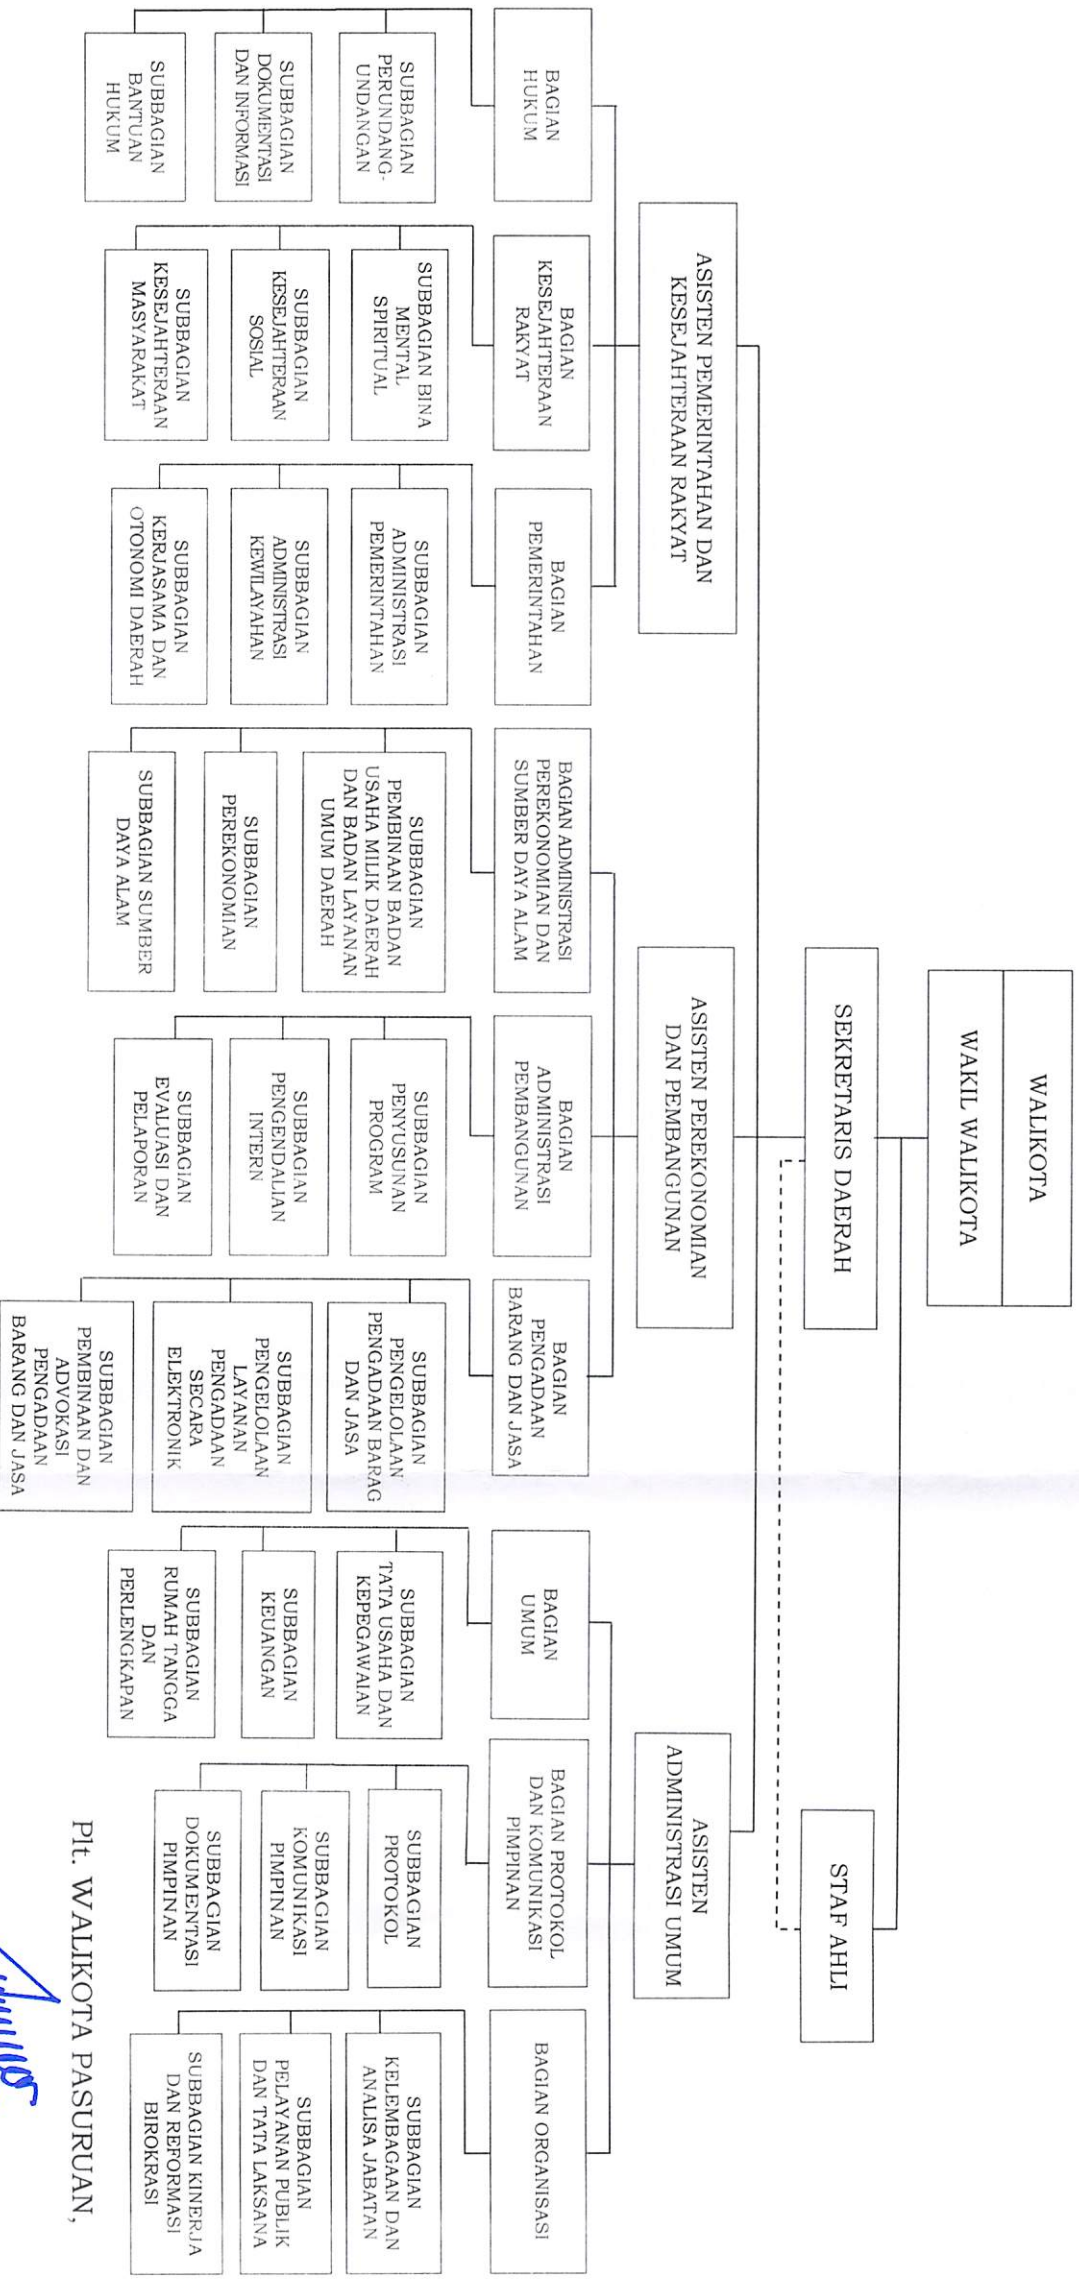 WALIKOTA
WAKIL WALIKOTA
SEKRETARIS DAERAH
STAF AHLI
ASISTEN PEMERINTAHAN DAN
KESEJAHTERAAN RAKYAT
ASISTEN PEREKONOMIAN
DAN PEMBANGUNAN
ASISTEN
ADMINISTRASI UMUM
BAGIAN
HUKUM
BAGIAN
KESEJAHTERAAN
RAKYAT
BAGIAN
PEMERINTAHAN
BAGIAN ADMINISTRASI
PEREKONOMIAN DAN
SUMBER DAYA ALAM
BAGIAN
ADMINISTRASI
PEMBANGUNAN
BAGIAN
PENGADAAN
BARANG DAN JASA
BAGIAN
UMUM
BAGIAN PROTOKOL
DAN KOMUNIKASI
PIMPINAN
BAGIAN ORGANISASI
SUBBAGIAN
PERUNDANG-
UNDANGAN
SUBBAGIAN
DOKUMENTASI
DAN INFORMASI
SUBBAGIAN
BANTUAN
HUKUM
SUBBAGIAN BINA
MENTAL
SPIRITUAL
SUBBAGIAN
KESEJAHTERAAN
SOSIAL
SUBBAGIAN
KESEJAHTERAAN
MASYARAKAT
SUBBAGIAN
ADMINISTRASI
PEMERINTAHAN
SUBBAGIAN
ADMINISTRASI
KEWILAYAHAN
SUBBAGIAN
KERJASAMA DAN
OTONOMI DAERAH
SUBBAGIAN
PEMBINAAN BADAN
USAHA MILIK DAERAH
DAN BADAN LAYANAN
UMUM DAERAH
SUBBAGIAN
PEREKONOMIAN
SUBBAGIAN SUMBER
DAYA ALAM
SUBBAGIAN
PENYUSUNAN
PROGRAM
SUBBAGIAN
PENGENDALIAN
INTERN
SUBBAGIAN
EVALUASI DAN
PELAPORAN
SUBBAGIAN
PENGELOLAAN
PENGADAAN BARAG
DAN JASA
SUBBAGIAN
PENGELOLAAN
LAYANAN
PENGADAAN
SECARA
ELEKTRONIK
SUBBAGIAN
PEMBINAAN DAN
ADVOKASI
PENGADAAN
BARANG DAN JASA
SUBBAGIAN
TATA USAHA DAN
KEPEGAWAIAN
SUBBAGIAN
KEUANGAN
SUBBAGIAN
RUMAH TANGGA
DAN
PERLENGKAPAN
SUBBAGIAN
PROTOKOL
SUBBAGIAN
KOMUNIKASI
PIMPINAN
SUBBAGIAN
DOKUMENTASI
PIMPINAN
SUBBAGIAN
KELEMBAGAAN DAN
ANALISA JABATAN
SUBBAGIAN
PELAYANAN PUBLIK
DAN TATA LAKSANA
SUBBAGIAN KINERJA
DAN REFORMASI
BIROKRASI
Plt. WALIKOTA PASURUAN,